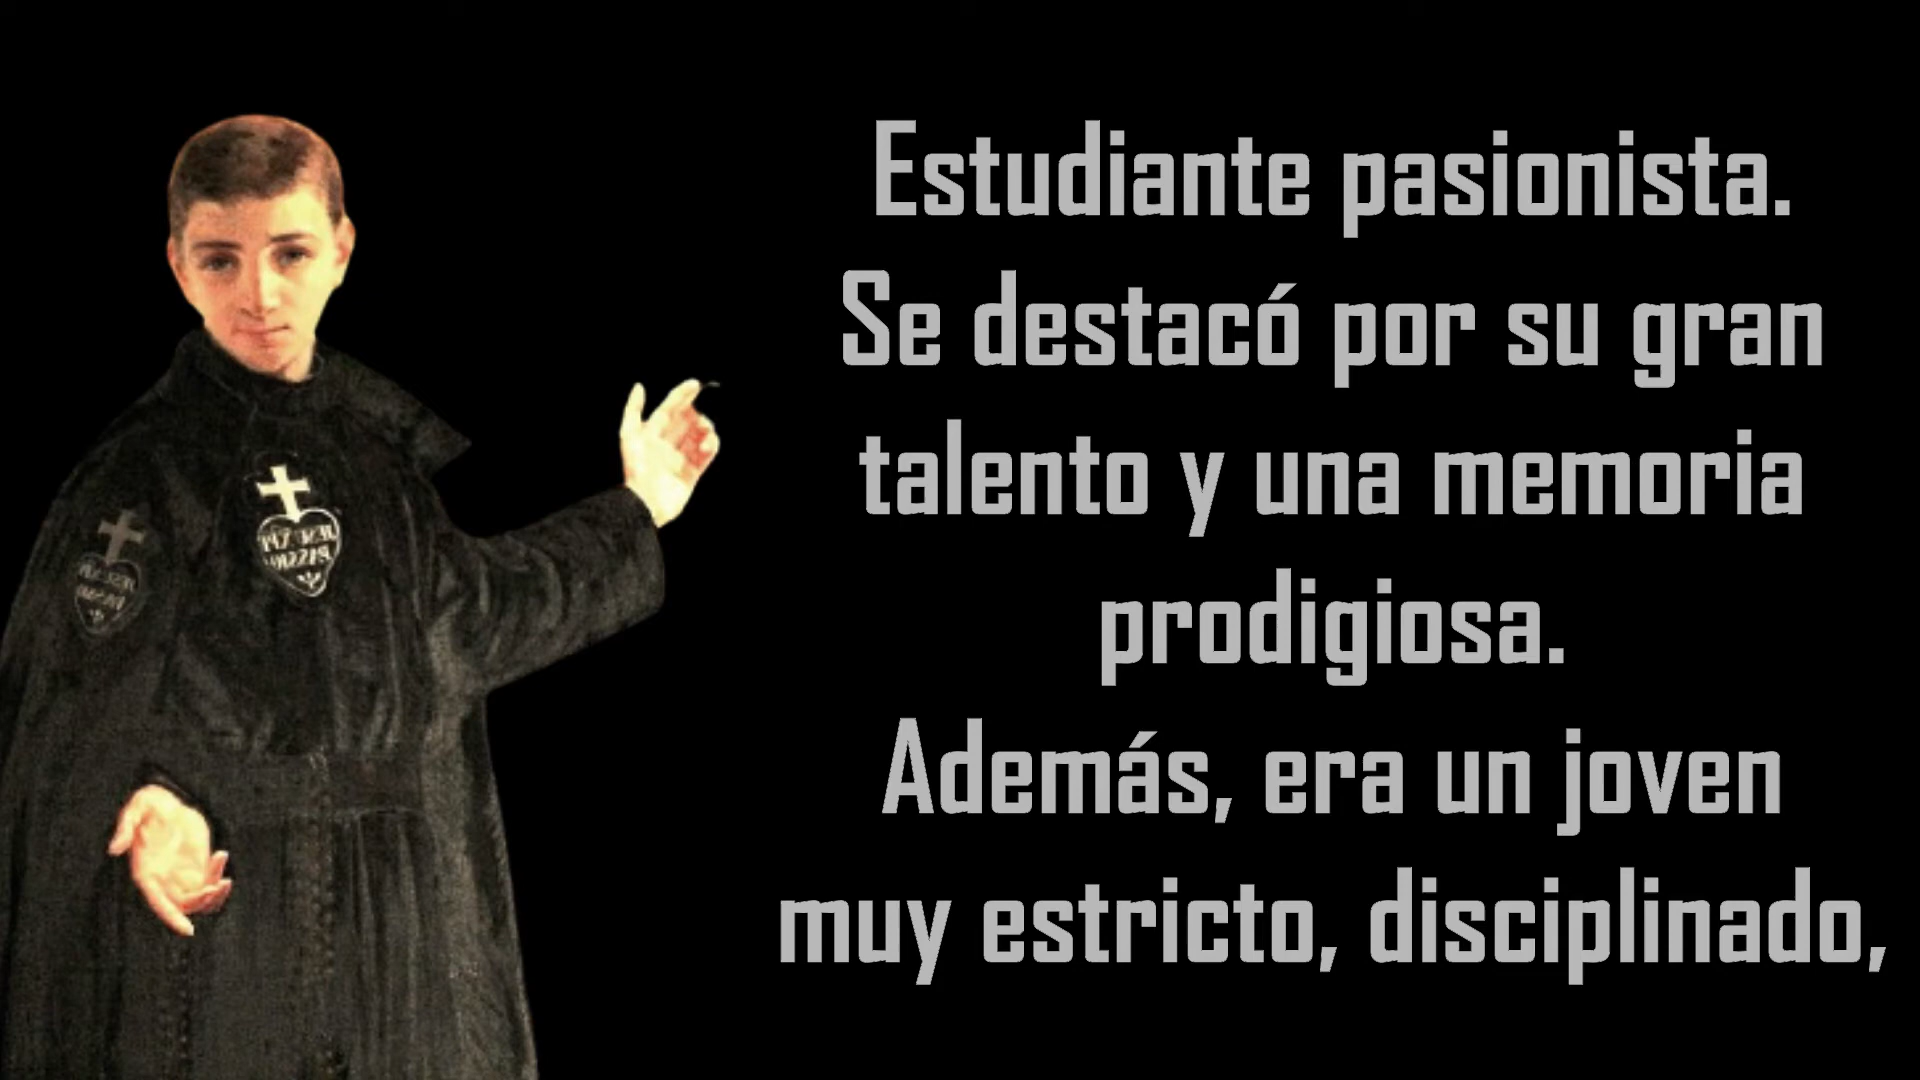 Estudiante pasionista.
Se destacó por su gran
talento y una memoria
prodigiosa.
Además, era un joven
muy estricto, disciplinado,